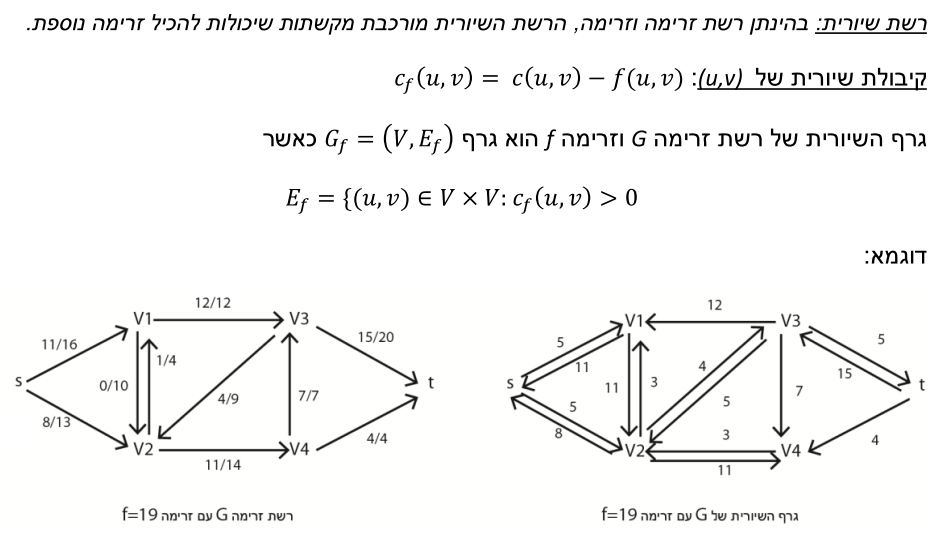 רשת שיורית: בהינתן רשת זרימה וזרימה, הרשת השיורית מורכבת מקשתות שיכולות להכיל זרימה נוספת.
קיבולת שיורית של (u,v): c_f(u, v) = c(u, v) − f(u, v)
גרף השיורית של רשת זרימה G וזרימה f הוא גרף G_f = (V, E_f) כאשר
E_f = {(u, v) ∈ V × V: c_f(u, v) > 0
דוגמא:
12/12
V1
V3
11/16
15/20
1/4
s
0/10
4/9
7/7
t
8/13
4/4
V2
V4
11/14
רשת זרימה G עם זרימה f=19
12
V1
V3
5
5
11
4
15
s
11
3
7
t
5
5
8
3
4
V2
V4
11
גרף השיורית של G עם זרימה f=19